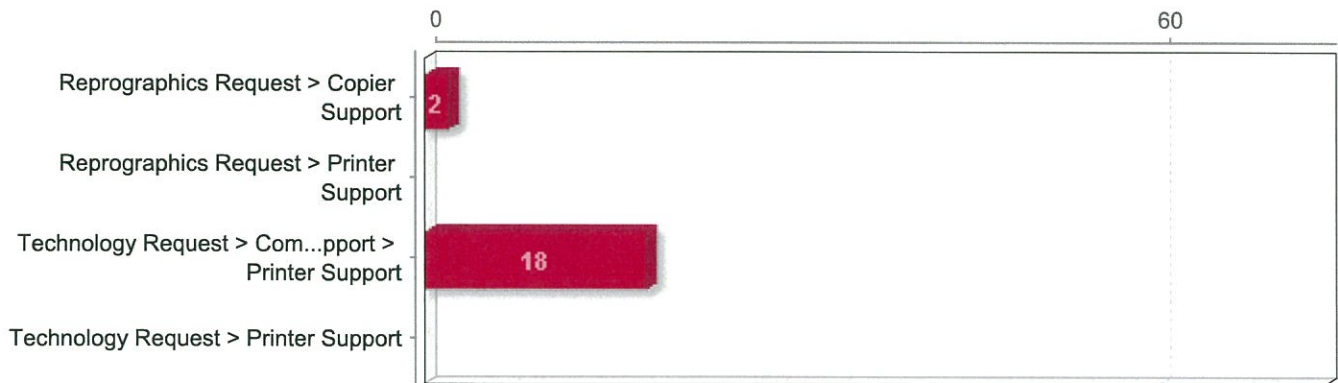 0 60
Reprographics Request > Copier
Support
2
Reprographics Request > Printer
Support
Technology Request > Com...pport >
Printer Support
18
Technology Request > Printer Support